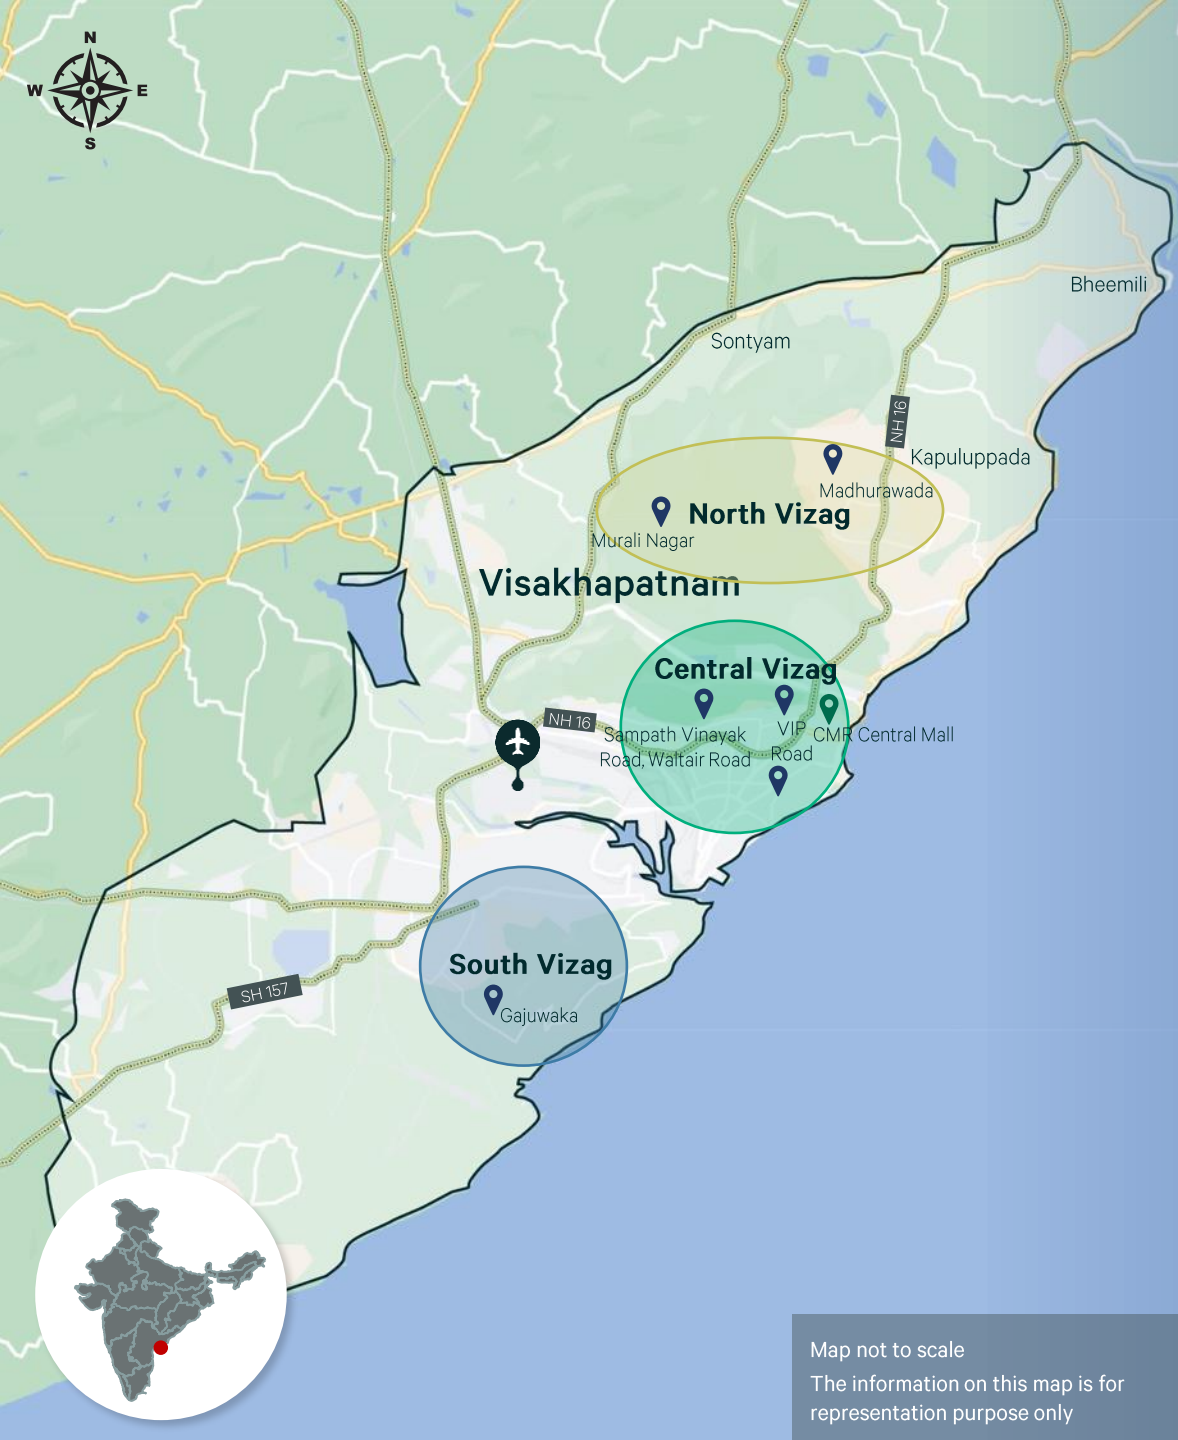 N
W
E
S
Bheemili
Sontyam
NH 16
Kapuluppada
Madhurawada
North Vizag
Murali Nagar
Visakhapatnam
Central Vizag
NH 16
Sampath Vinayak
Road, Waltair Road
VIP
Road
CMR Central Mall
South Vizag
Gajuwaka
SH 157
Map not to scale
The information on this map is for
representation purpose only